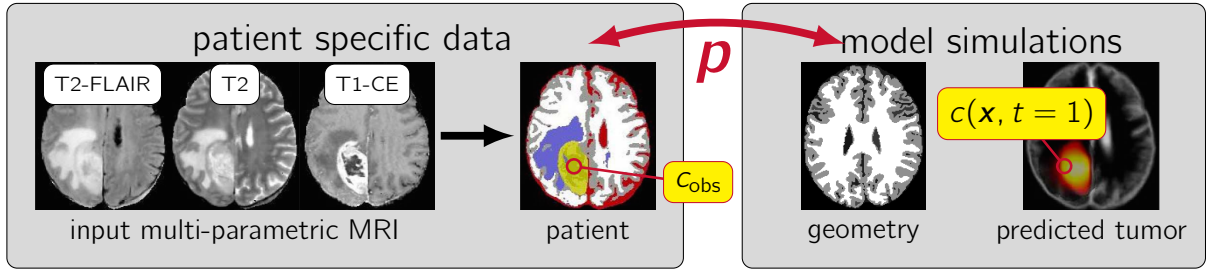 patient specific data
T2-FLAIR
T2
T1-CE
input multi-parametric MRI
c_obs
patient
p
model simulations
c(x, t = 1)
geometry
predicted tumor